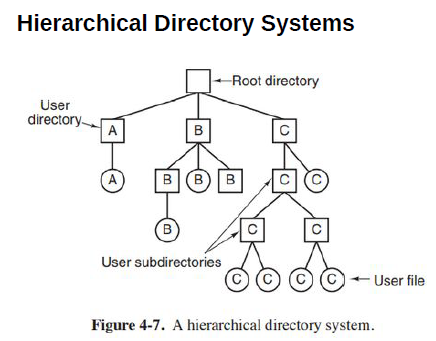 Hierarchical Directory Systems
Root directory
User
directory
A B C
A B B B C C
B C C
User subdirectories
C C C C User file
Figure 4-7. A hierarchical directory system.